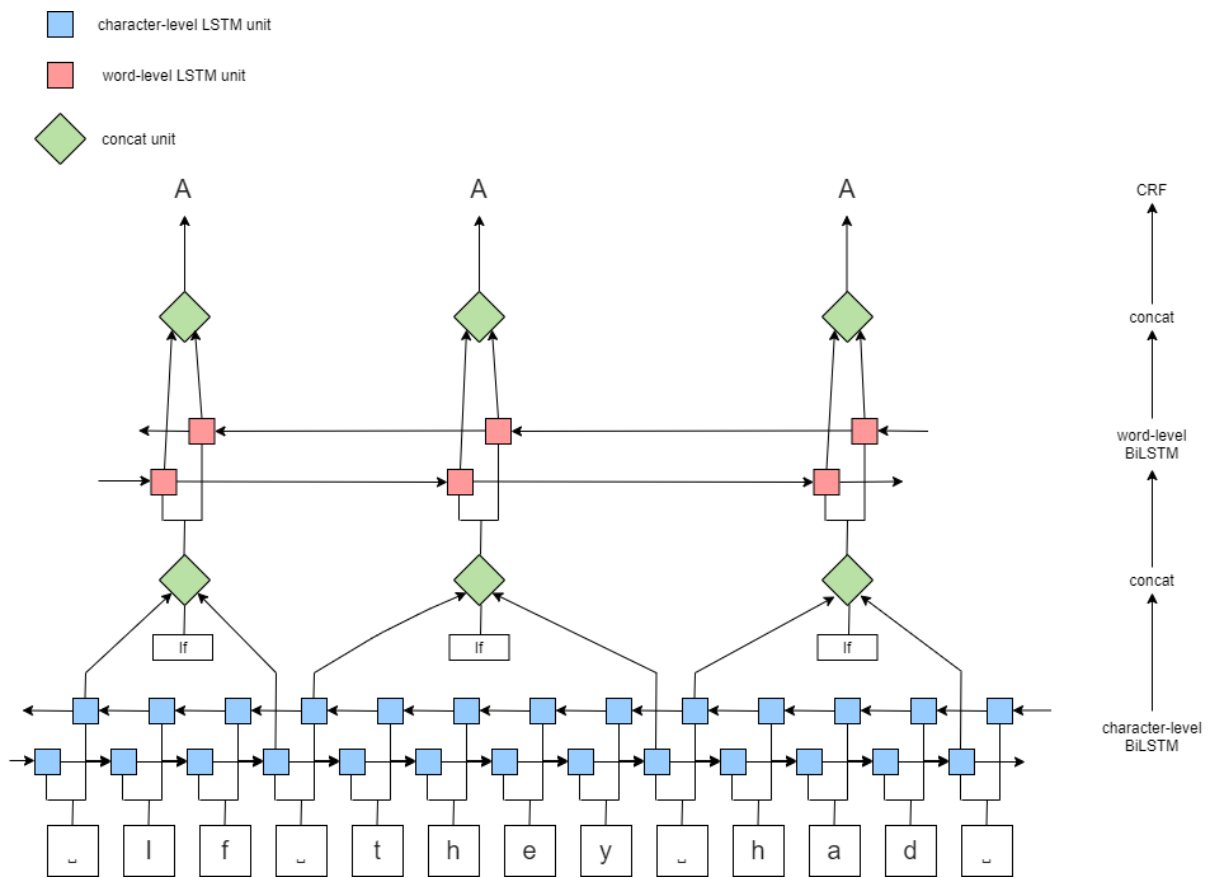 character-level LSTM unit
word-level LSTM unit
concat unit
A A A CRF
concat
word-level
BiLSTM
concat
If If If
character-level
BiLSTM
␣ I f ␣ t h e y ␣ h a d ␣